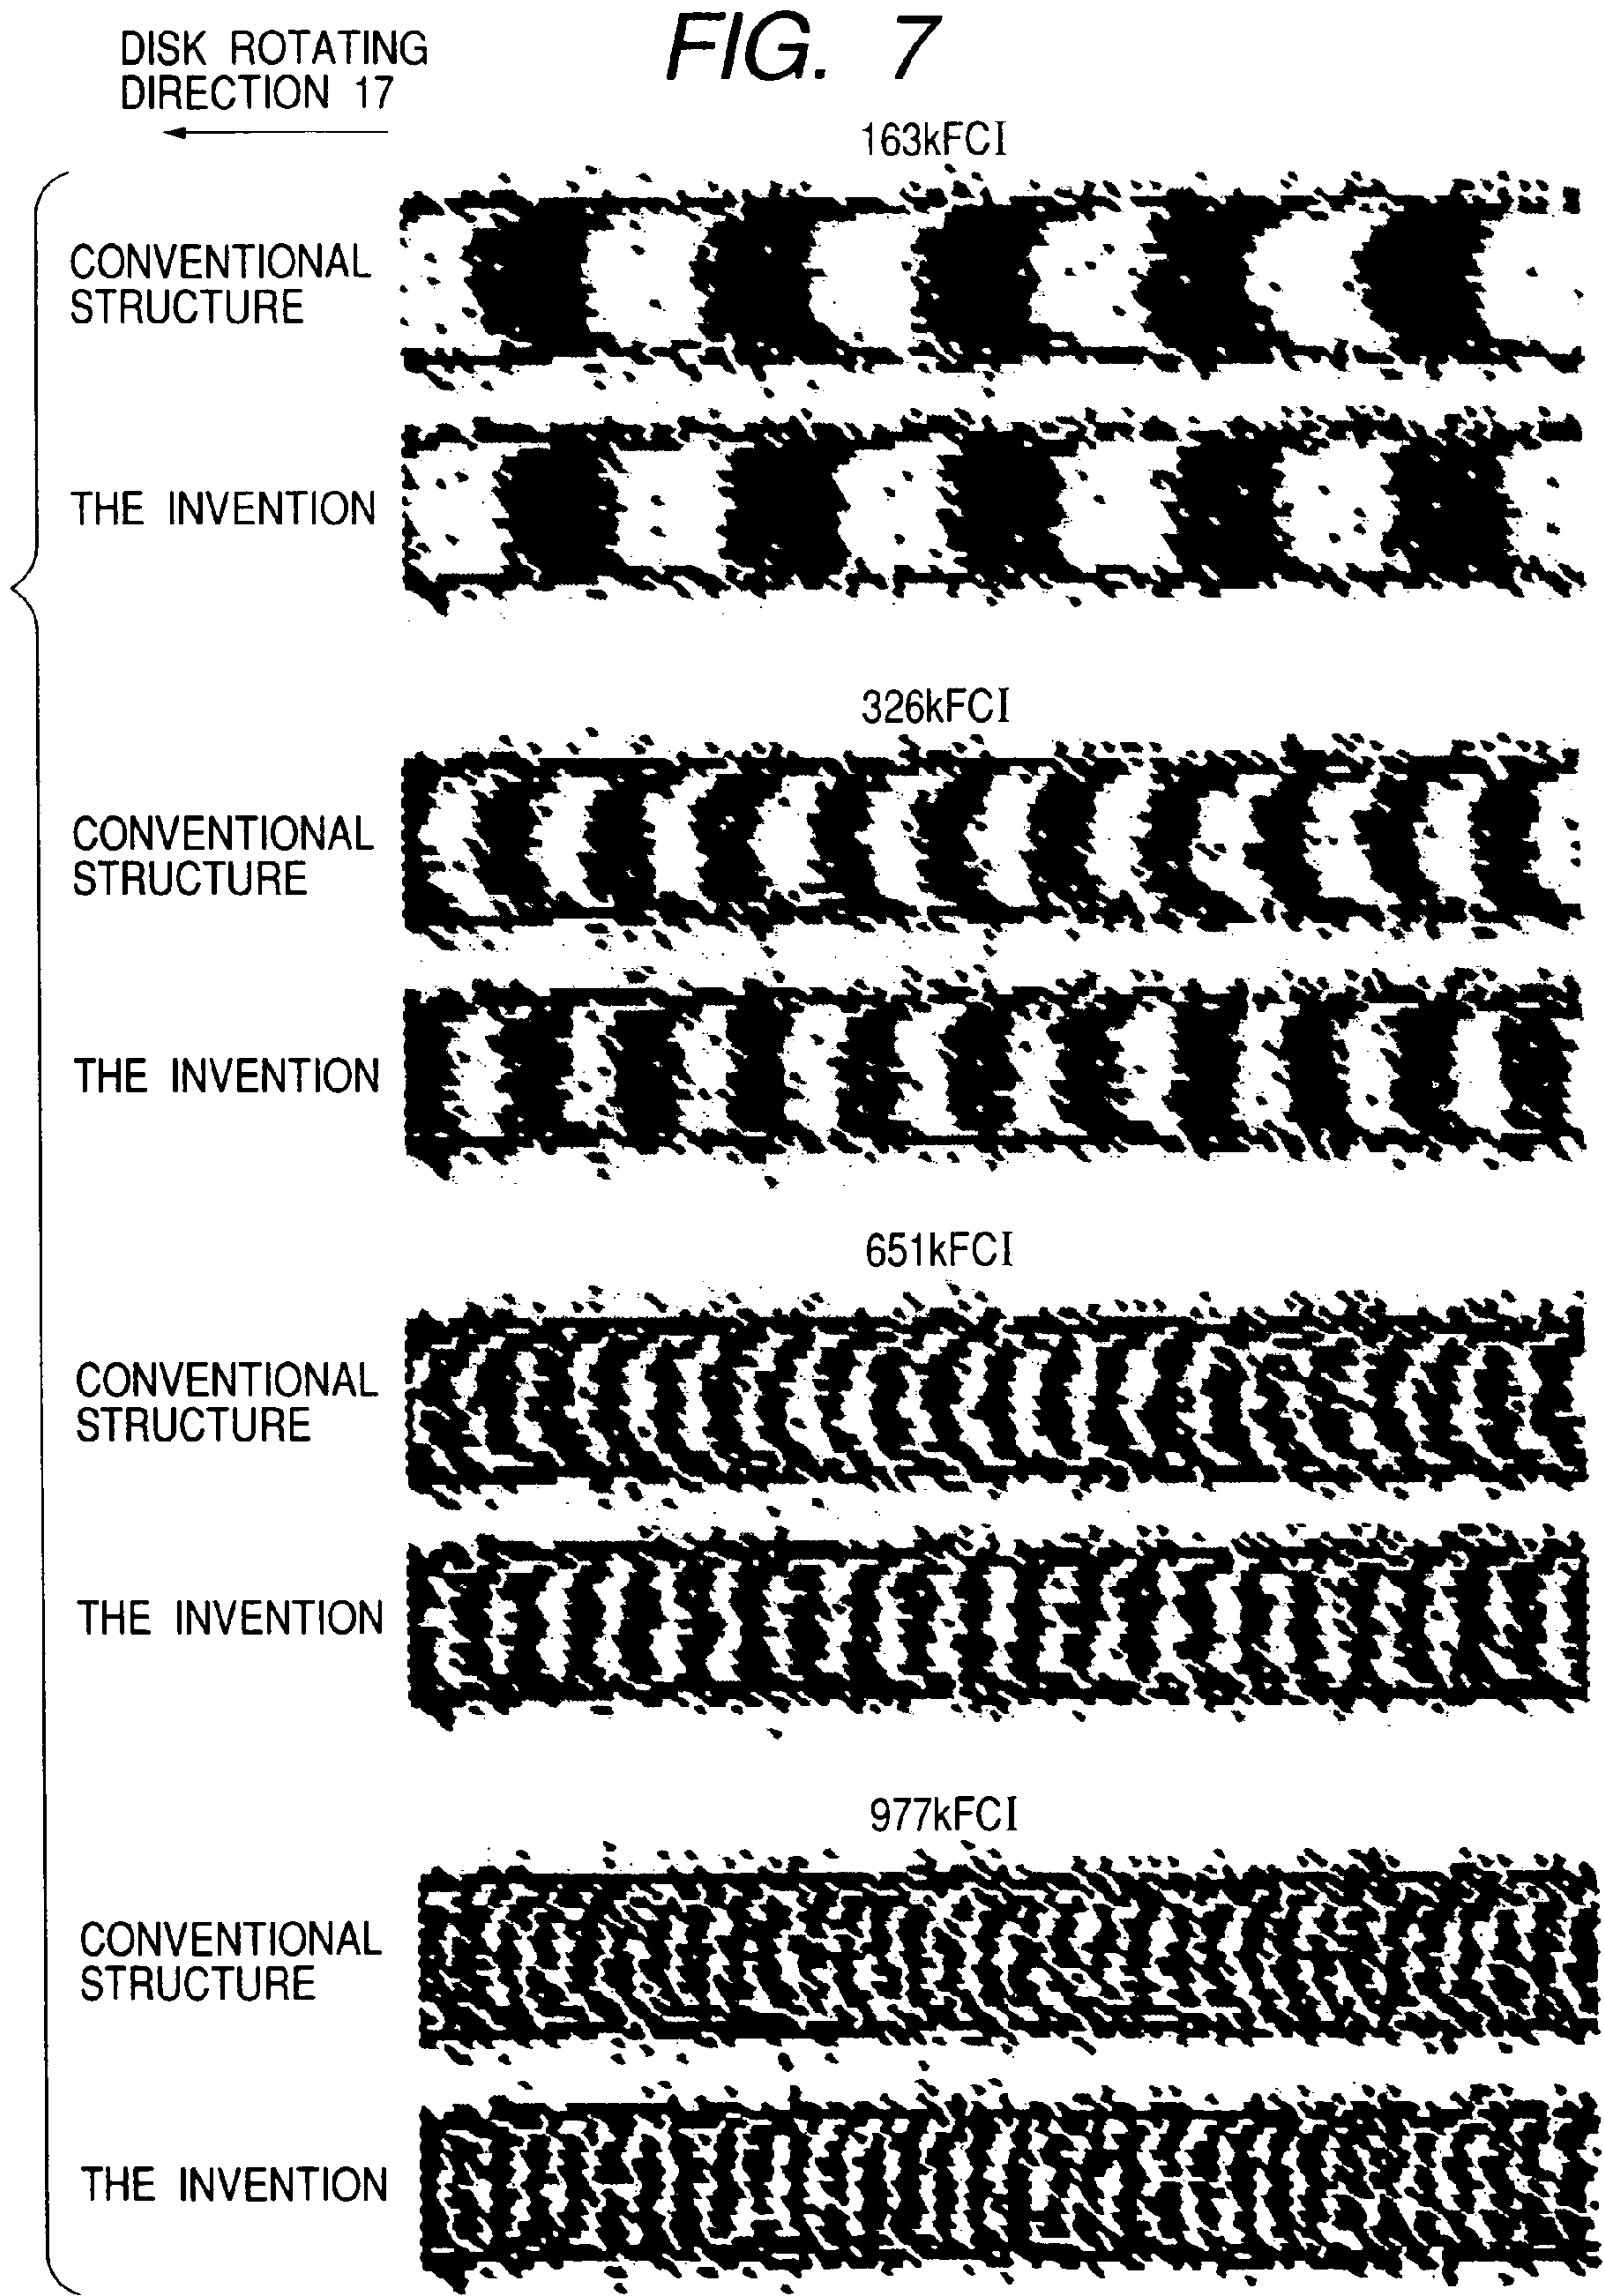 FIG. 7
DISK ROTATING
DIRECTION 17
163kFCI
CONVENTIONAL
STRUCTURE
THE INVENTION
326kFCI
CONVENTIONAL
STRUCTURE
THE INVENTION
651kFCI
CONVENTIONAL
STRUCTURE
THE INVENTION
977kFCI
CONVENTIONAL
STRUCTURE
THE INVENTION